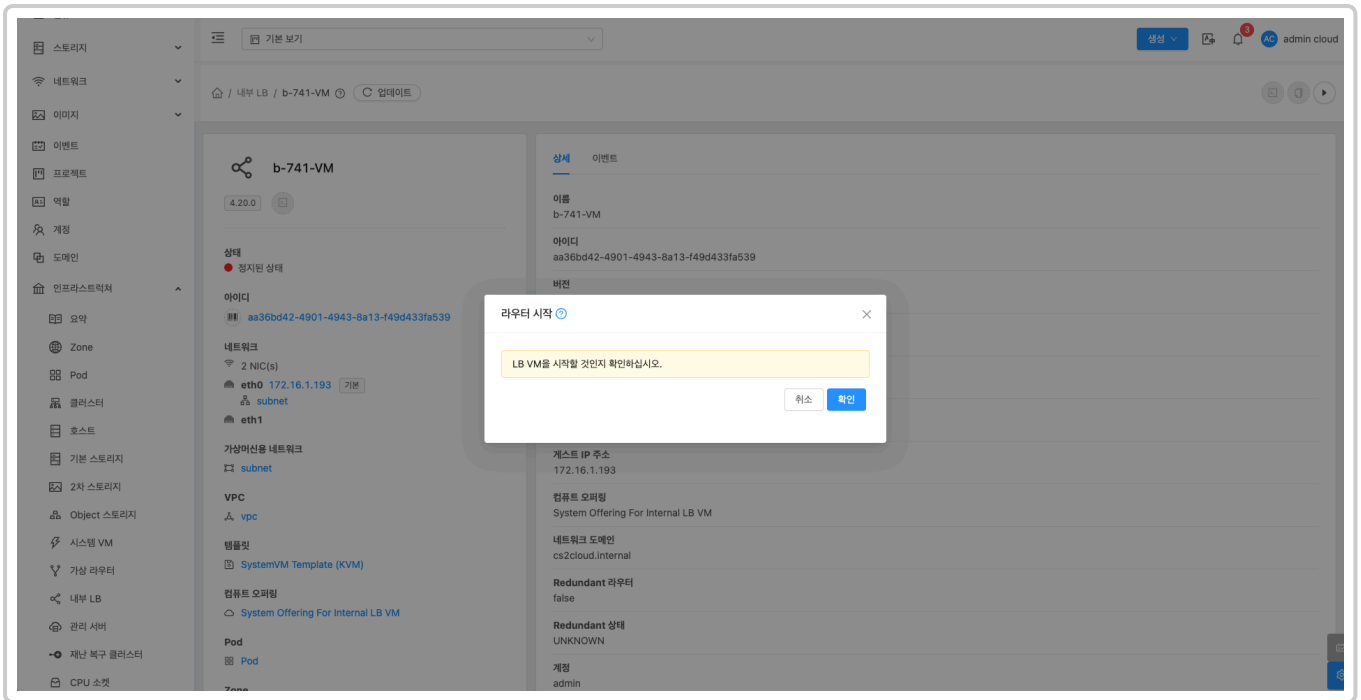 스토리지
네트워크
이미지
이벤트
프로젝트
역할
계정
도메인
인프라스트럭쳐
요약
Zone
Pod
클러스터
호스트
기본 스토리지
2차 스토리지
Object 스토리지
시스템 VM
가상 라우터
내부 LB
관리 서버
재난 복구 클러스터
CPU 소켓
기본 보기
생성
3
AC admin cloud
/ 내부 LB / b-741-VM
업데이트
b-741-VM
4.20.0
상태
정지된 상태
아이디
aa36bd42-4901-4943-8a13-f49d433fa539
네트워크
2 NIC(s)
eth0 172.16.1.193 기본
subnet
eth1
가상머신용 네트워크
subnet
VPC
vpc
템플릿
SystemVM Template (KVM)
컴퓨트 오퍼링
System Offering For Internal LB VM
Pod
Pod
Zone
상세 이벤트
이름
b-741-VM
아이디
aa36bd42-4901-4943-8a13-f49d433fa539
버전
라우터 시작
LB VM을 시작할 것인지 확인하십시오.
취소 확인
게스트 IP 주소
172.16.1.193
컴퓨트 오퍼링
System Offering For Internal LB VM
네트워크 도메인
cs2cloud.internal
Redundant 라우터
false
Redundant 상태
UNKNOWN
계정
admin